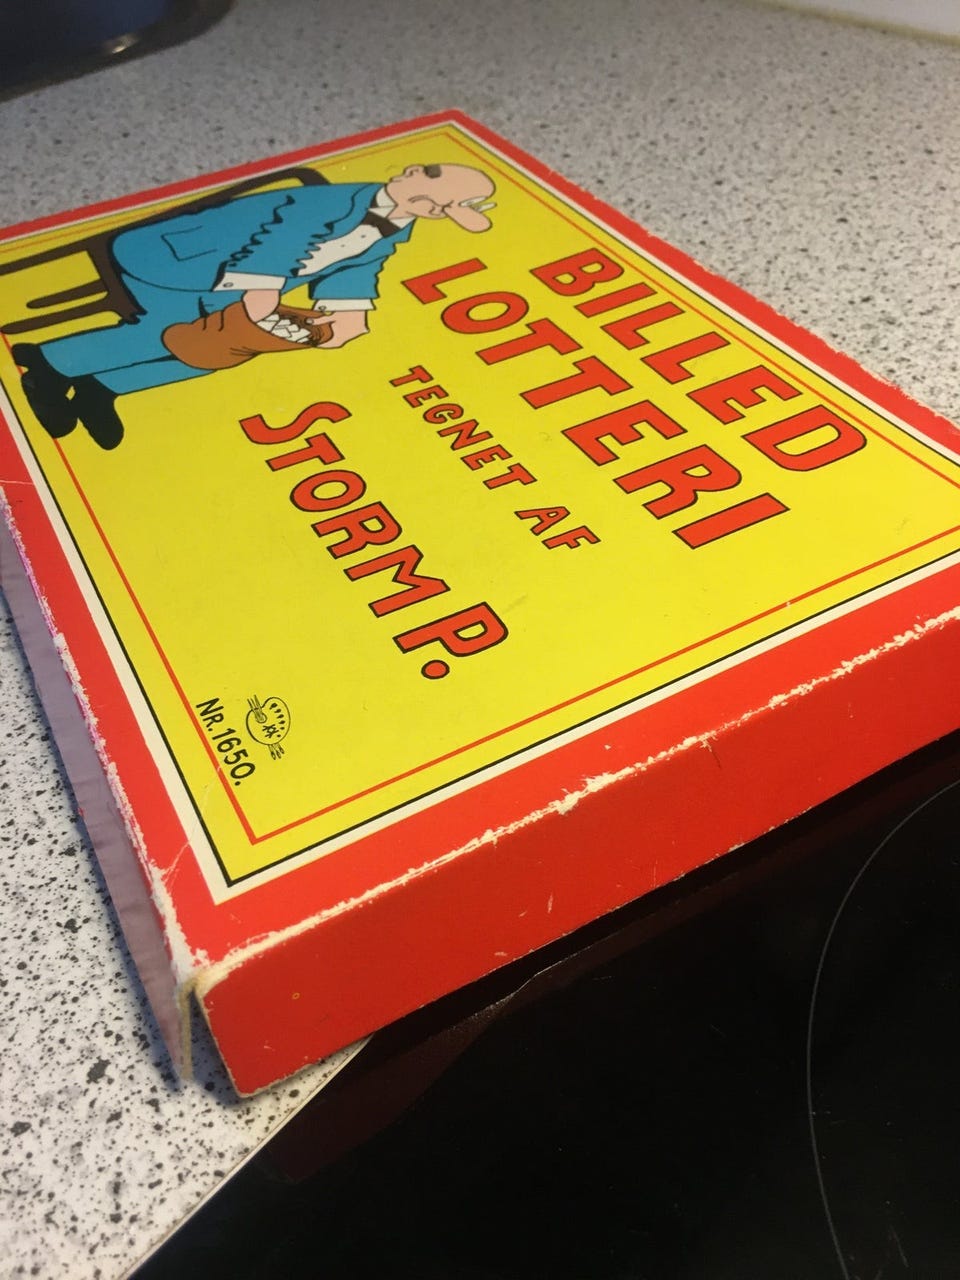 BILLED
LOTTERI
TEGNET AF
STORM P.
NR.1650.